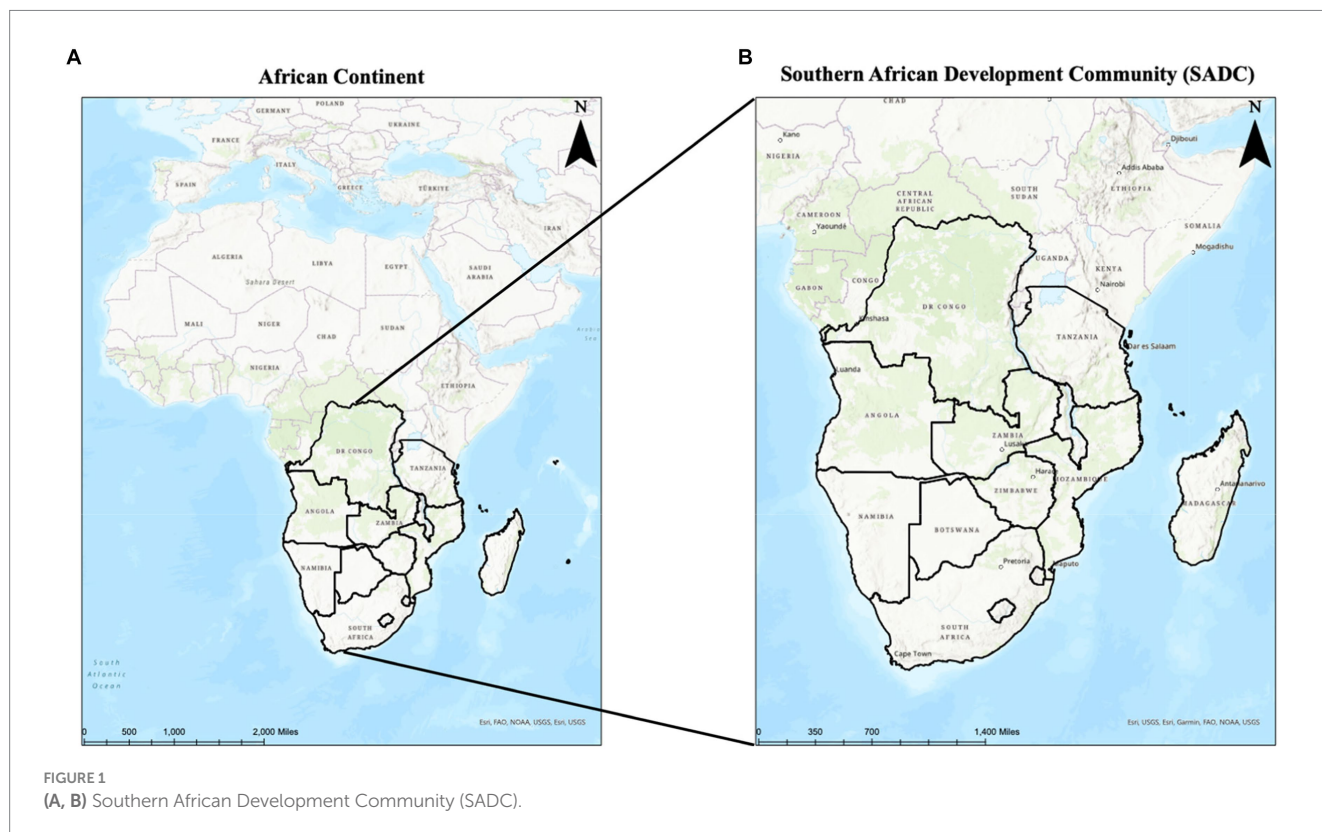 A
African Continent
N
POLAND
GERMANY
UKRAINE
FRANCE
ITALY
SPAIN
GREECE
TÜRKIYE
IRAN
ALGERIA
LIBYA
EGYPT
SAUDI
ARABIA
Sahara Desert
MALI
NIGER
CHAD
SUDAN
Arabian
Sea
NIGERIA
ETHIOPIA
DR CONGO
TANZANIA
ANGOLA
ZAMBIA
NAMIBIA
SOUTH
AFRICA
South
Atlantic
Ocean
Esri, FAO, NOAA, USGS, Esri, USGS
0 500 1,000 2,000 Miles
B
Southern African Development Community (SADC)
CHAD
N
Kano
Djibouti
NIGERIA
Addis Ababa
ETHIOPIA
CENTRAL
AFRICAN
REPUBLIC
SOUTH
SUDAN
CAMEROON
Yaoundé
SOMALIA
Mogadishu
UGANDA
KENYA
GABON
CONGO
Nairobi
DR CONGO
Kinshasa
TANZANIA
Dar es Salaam
Luanda
ANGOLA
ZAMBIA
Lusaka
Harare
MOZAMBIQUE
ZIMBABWE
Antananarivo
MADAGASCAR
NAMIBIA
BOTSWANA
Pretoria
Maputo
SOUTH
AFRICA
Cape Town
Esri, USGS, Esri, Garmin, FAO, NOAA, USGS
0 350 700 1,400 Miles
FIGURE 1
(A, B) Southern African Development Community (SADC).